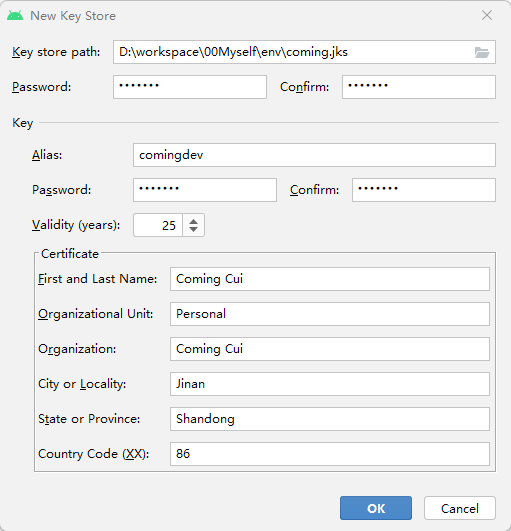 New Key Store
Key store path: D:\workspace\00Myself\env\coming.jks
Password: ••••••• Confirm: •••••••
Key
Alias: comingdev
Password: ••••••• Confirm: •••••••
Validity (years): 25
Certificate
First and Last Name: Coming Cui
Organizational Unit: Personal
Organization: Coming Cui
City or Locality: Jinan
State or Province: Shandong
Country Code (XX): 86
OK Cancel